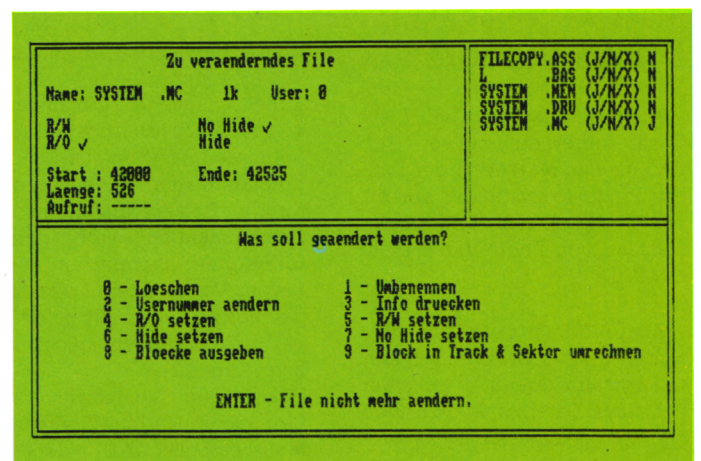 Zu veraenderndes File
Name: SYSTEM .MC 1k User: 0
R/W No Hide ✓
R/O ✓ Hide
Start : 42000 Ende: 42525
Laenge: 526
Aufruf: -----
FILECOPY.ASS (J/N/X) N
L .BAS (J/N/X) N
SYSTEM .MEN (J/N/X) N
SYSTEM .DRU (J/N/X) N
SYSTEM .MC (J/N/X) J
Was soll geaendert werden?
0 - Loeschen 1 - Umbenennen
2 - Usernummer aendern 3 - Info druecken
4 - R/O setzen 5 - R/W setzen
6 - Hide setzen 7 - No Hide setzen
8 - Bloecke ausgeben 9 - Block in Track & Sektor umrechnen
ENTER - File nicht mehr aendern.